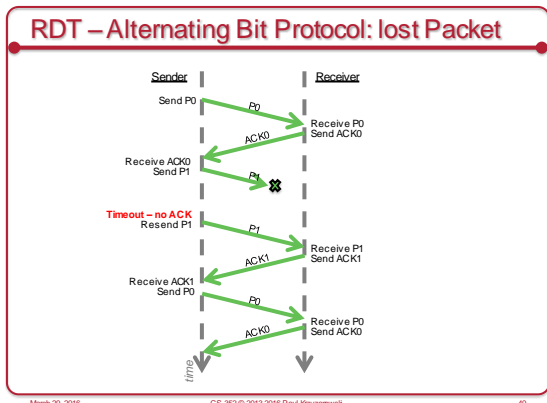 RDT – Alternating Bit Protocol: lost Packet
Sender
Receiver
Send P0
P0
Receive P0
Send ACK0
ACK0
Receive ACK0
Send P1
P1
Timeout – no ACK
Resend P1
P1
Receive P1
Send ACK1
ACK1
Receive ACK1
Send P0
P0
Receive P0
Send ACK0
ACK0
time